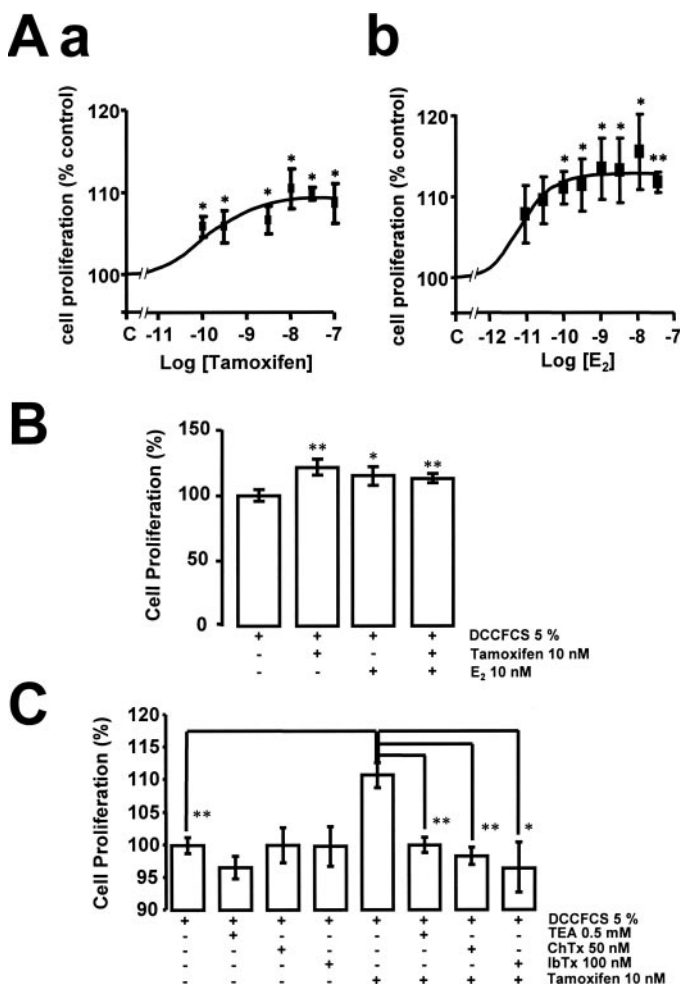 A a
b
cell proliferation (% control)
120
110
100
* * * * * *
C -11 -10 -9 -8 -7
Log [Tamoxifen]
cell proliferation (% control)
120
110
100
* * * * * **
C -12 -11 -10 -9 -8 -7
Log [E2]
B
Cell Proliferation (%)
150
100
50
0
** * **
+ + + + DCCFCS 5 %
- + - + Tamoxifen 10 nM
- - + + E2 10 nM
C
Cell Proliferation (%)
120
115
110
105
100
95
90
** ** ** *
+ + + + + + + + DCCFCS 5 %
- + - - - + - - TEA 0.5 mM
- - + - - - + - ChTx 50 nM
- - - + - - - + IbTx 100 nM
- - - - + + + + Tamoxifen 10 nM